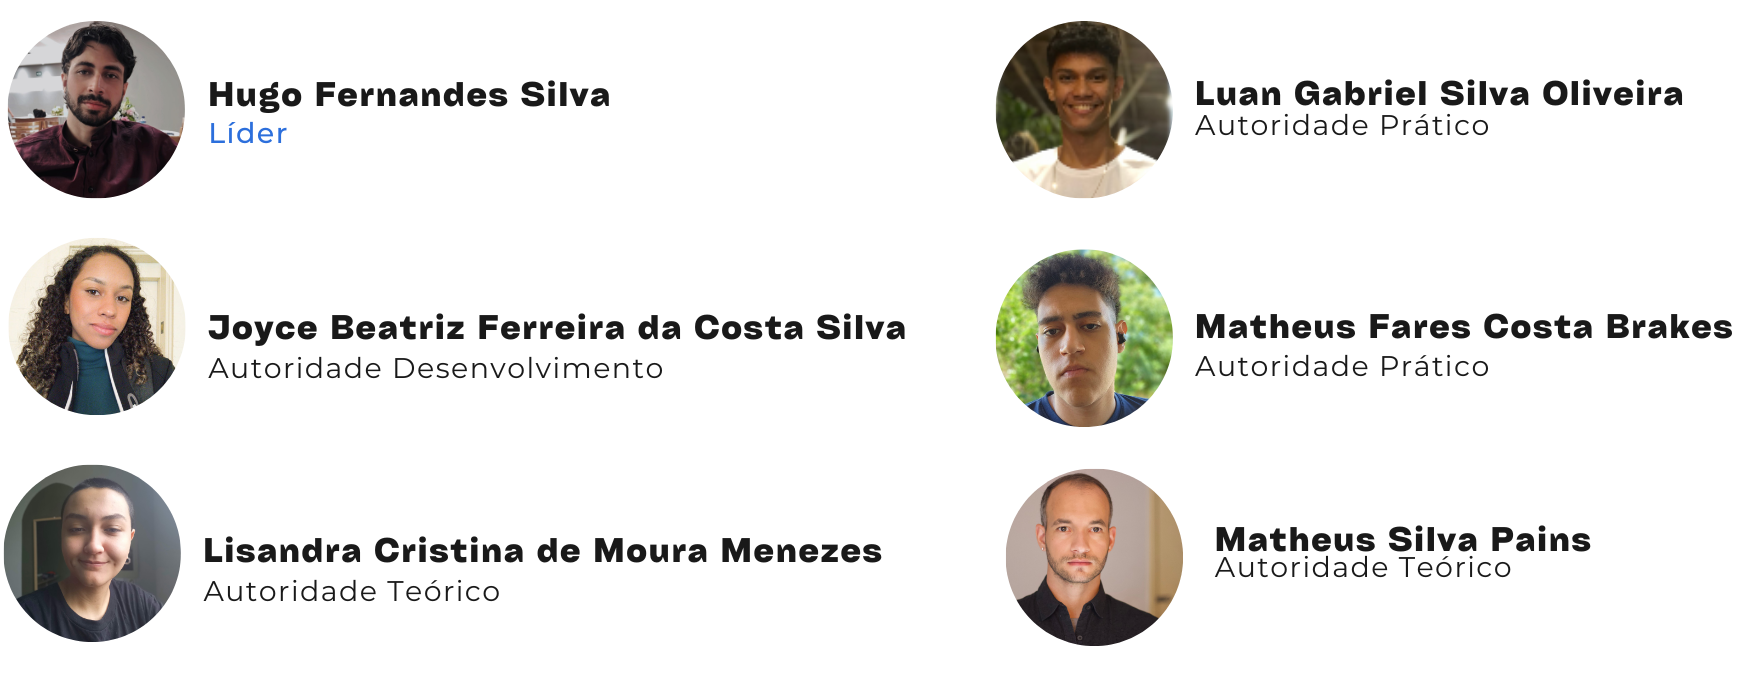 Hugo Fernandes Silva
Líder
Joyce Beatriz Ferreira da Costa Silva
Autoridade Desenvolvimento
Lisandra Cristina de Moura Menezes
Autoridade Teórico
Luan Gabriel Silva Oliveira
Autoridade Prático
Matheus Fares Costa Brakes
Autoridade Prático
Matheus Silva Pains
Autoridade Teórico